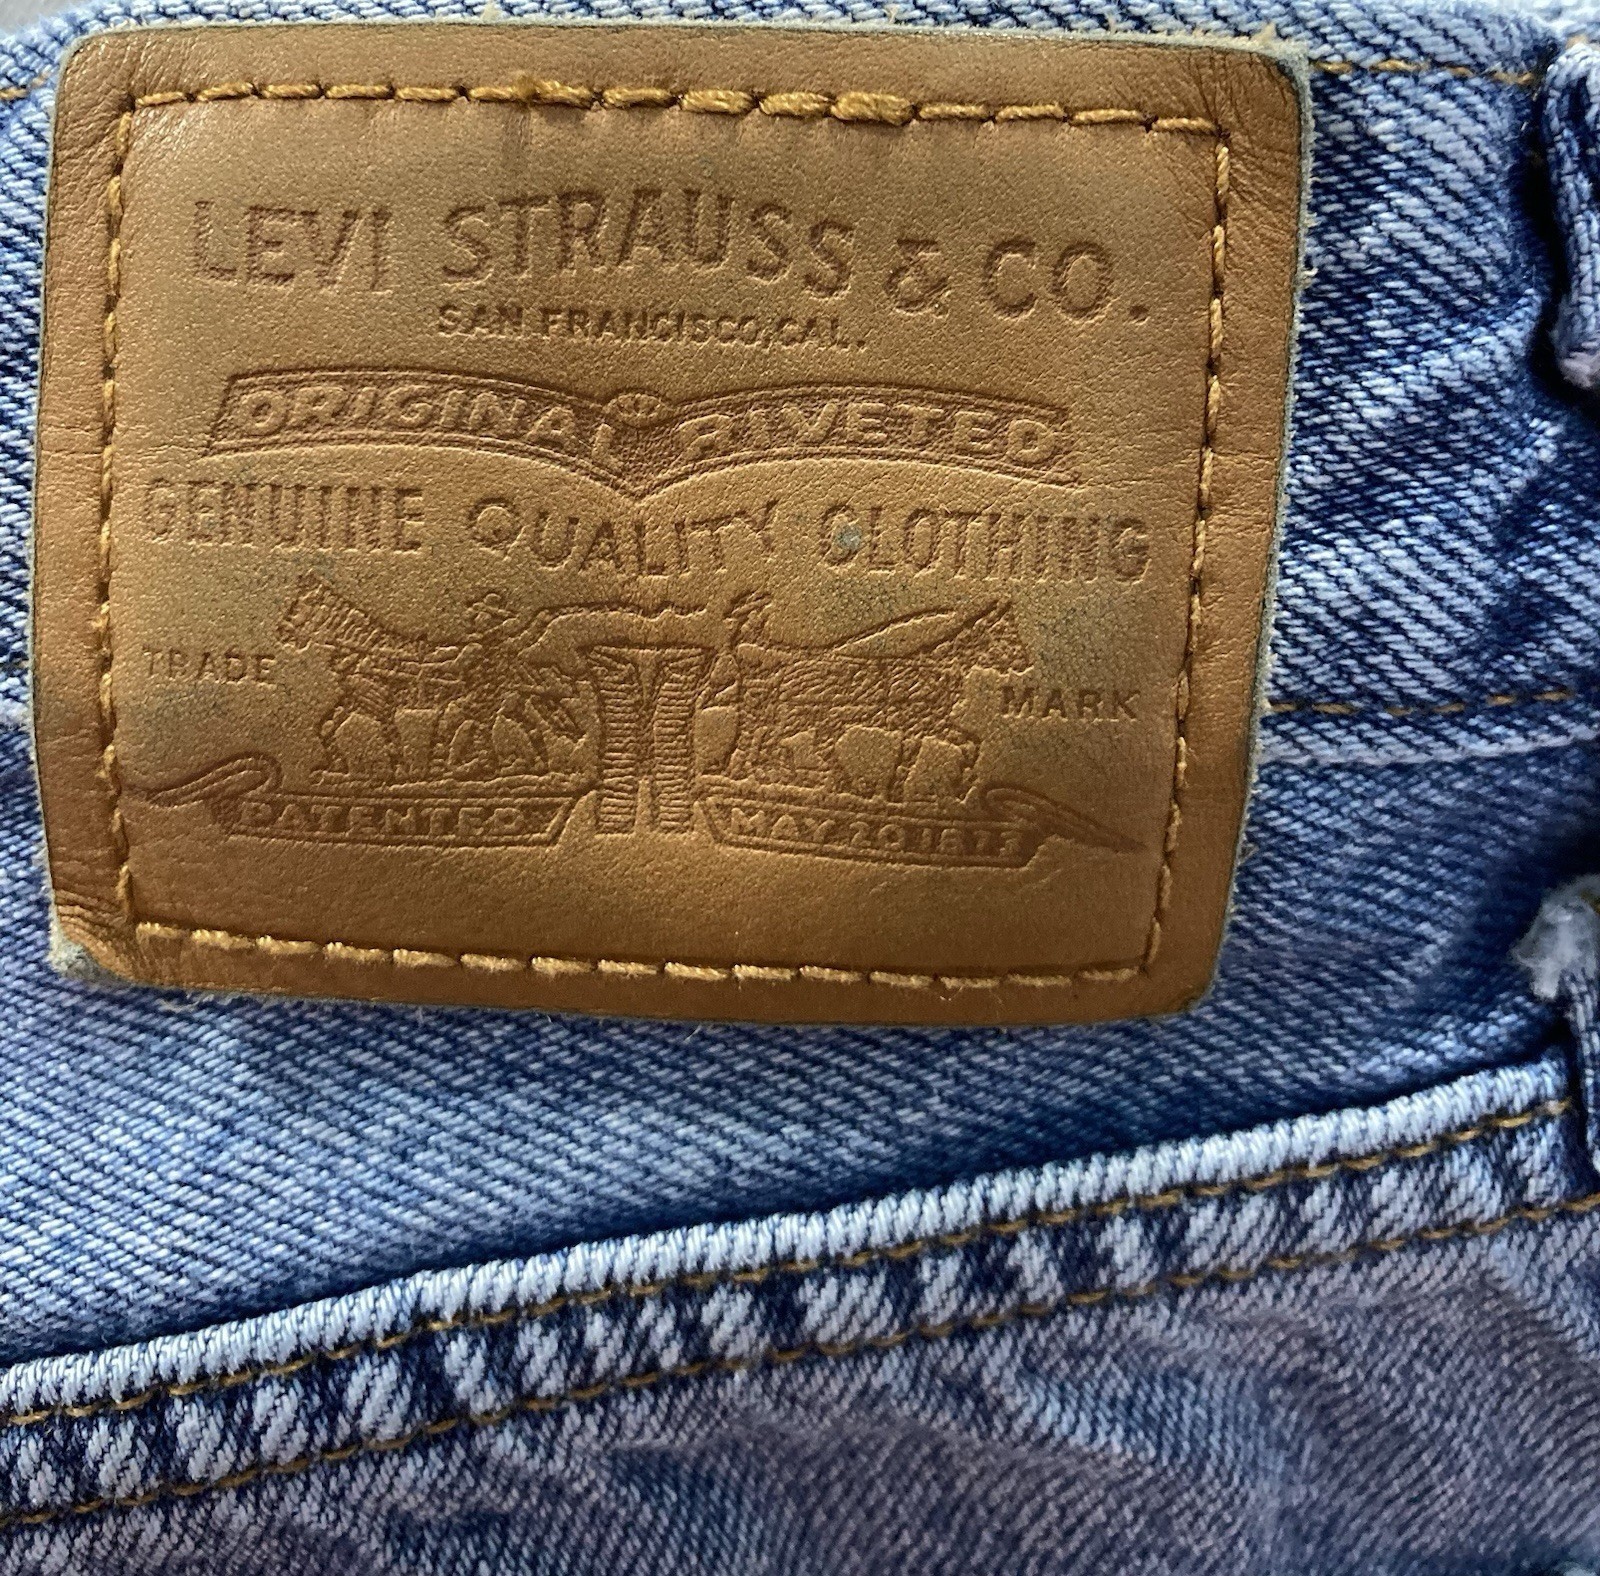 LEVI STRAUSS & CO.
SAN FRANCISCO, CAL.
ORIGINAL RIVETED
GENUINE QUALITY CLOTHING
TRADE MARK
PATENTED MAY 20 1873